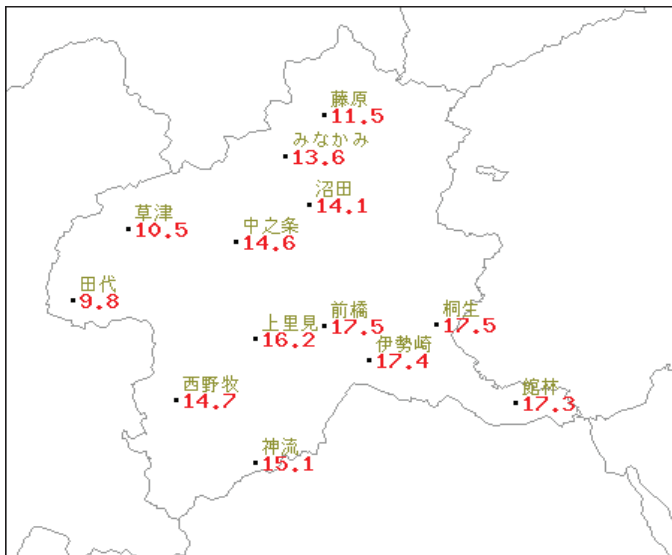 藤原
11.5
みなかみ
13.6
沼田
14.1
草津
10.5
中之条
14.6
田代
9.8
上里見
16.2
前橋
17.5
桐生
17.5
伊勢崎
17.4
西野牧
14.7
館林
17.3
神流
15.1